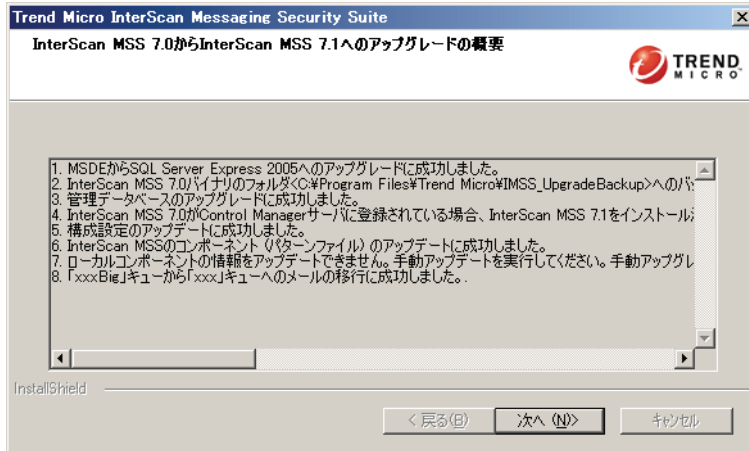 Trend Micro InterScan Messaging Security Suite
InterScan MSS 7.0からInterScan MSS 7.1へのアップグレードの概要
TREND
MICRO
1. MSDEからSQL Server Express 2005へのアップグレードに成功しました。
2. InterScan MSS 7.0バイナリのフォルダ<C:¥Program Files¥Trend Micro¥IMSS_UpgradeBackup>へのバ
3. 管理データベースのアップグレードに成功しました。
4. InterScan MSS 7.0がControl Managerサーバに登録されている場合、InterScan MSS 7.1をインストール
5. 構成設定のアップデートに成功しました。
6. InterScan MSSのコンポーネント (パターンファイル) のアップデートに成功しました。
7. ローカルコンポーネントの情報をアップデートできません。手動アップデートを実行してください。手動アップグレ
8. 「xxxBig」キューから「xxx」キューへのメールの移行に成功しました。.
InstallShield
< 戻る(B)
次へ (N)>
キャンセル